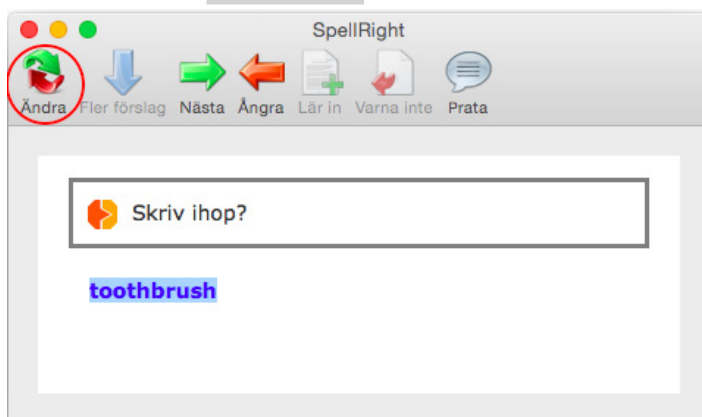 SpellRight
Ändra Fler förslag Nästa Ångra Lär in Varna inte Prata
Skriv ihop?
toothbrush